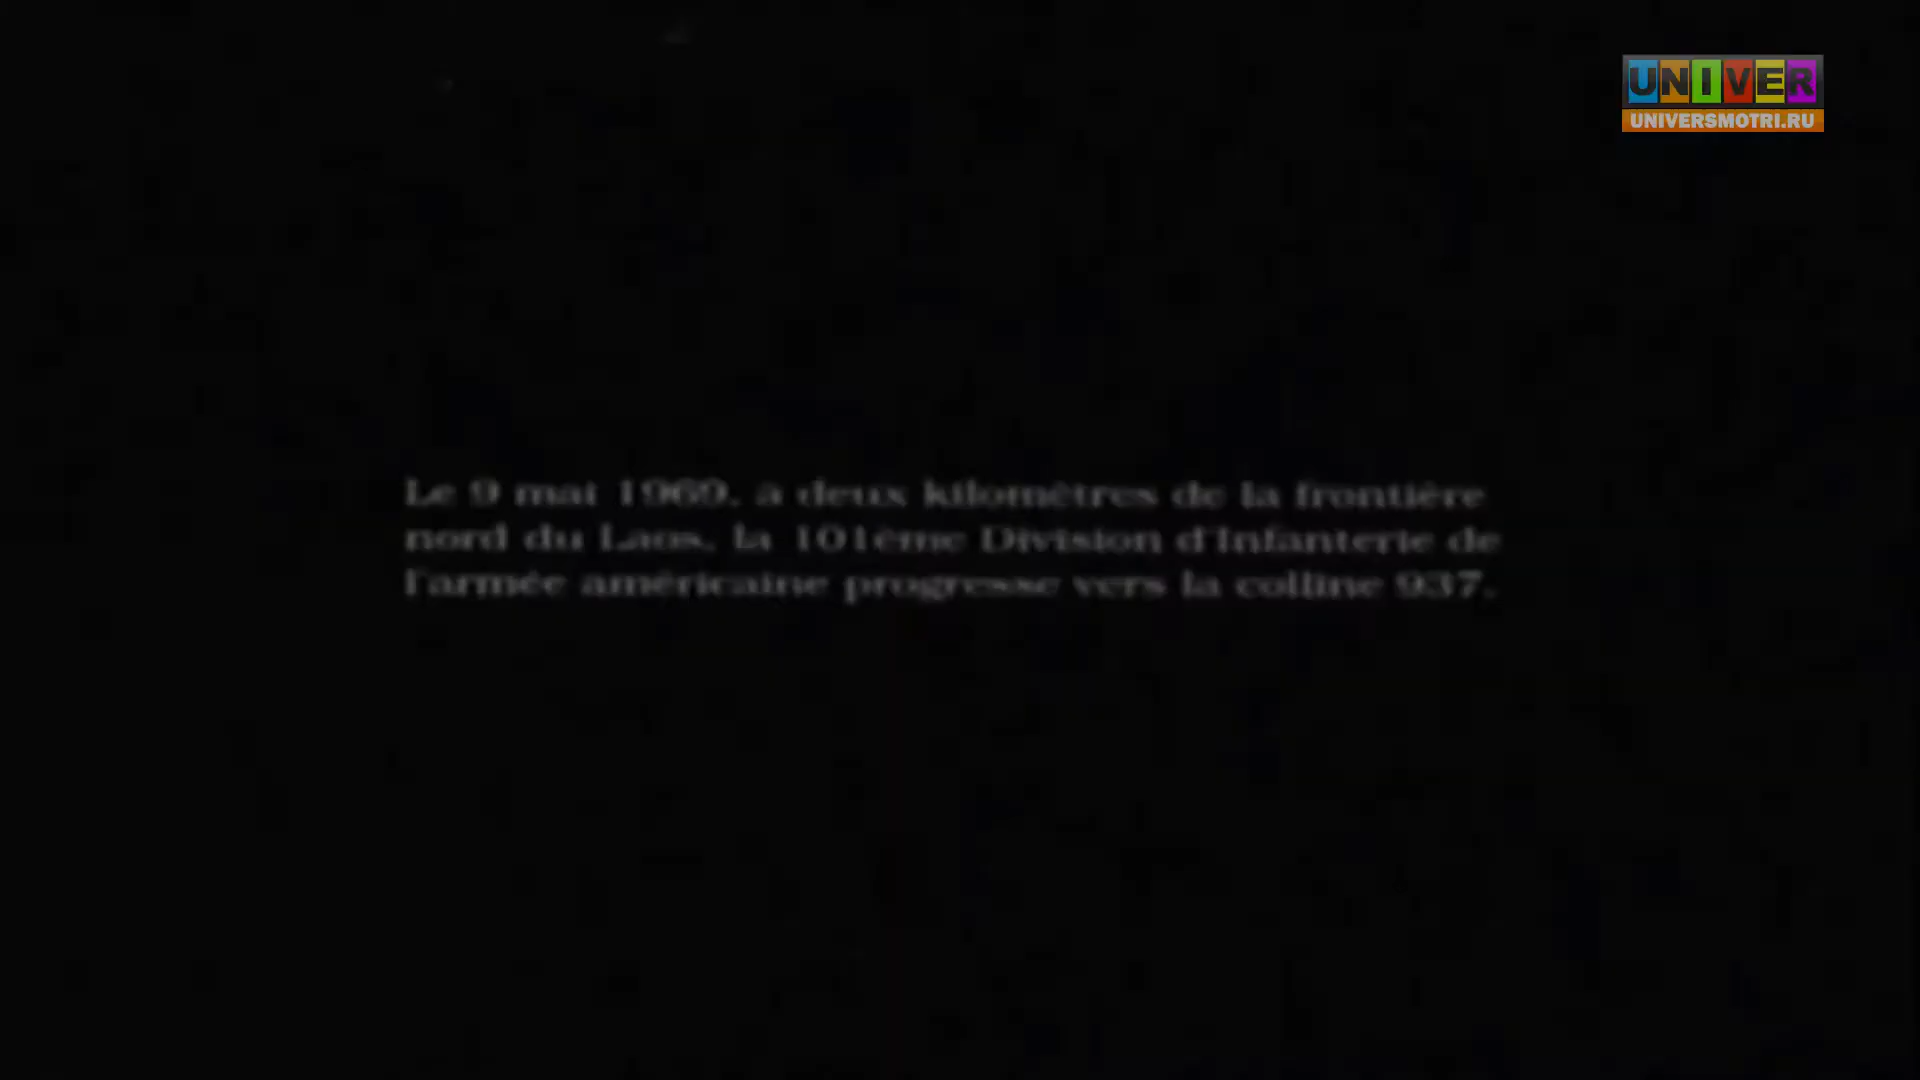 UNIVER
UNIVERSMOTRI.RU
Le 9 mai 1969, à deux kilomètres de la frontière
nord du Laos, la 101ème Division d'Infanterie de
l'armée américaine progresse vers la colline 937.